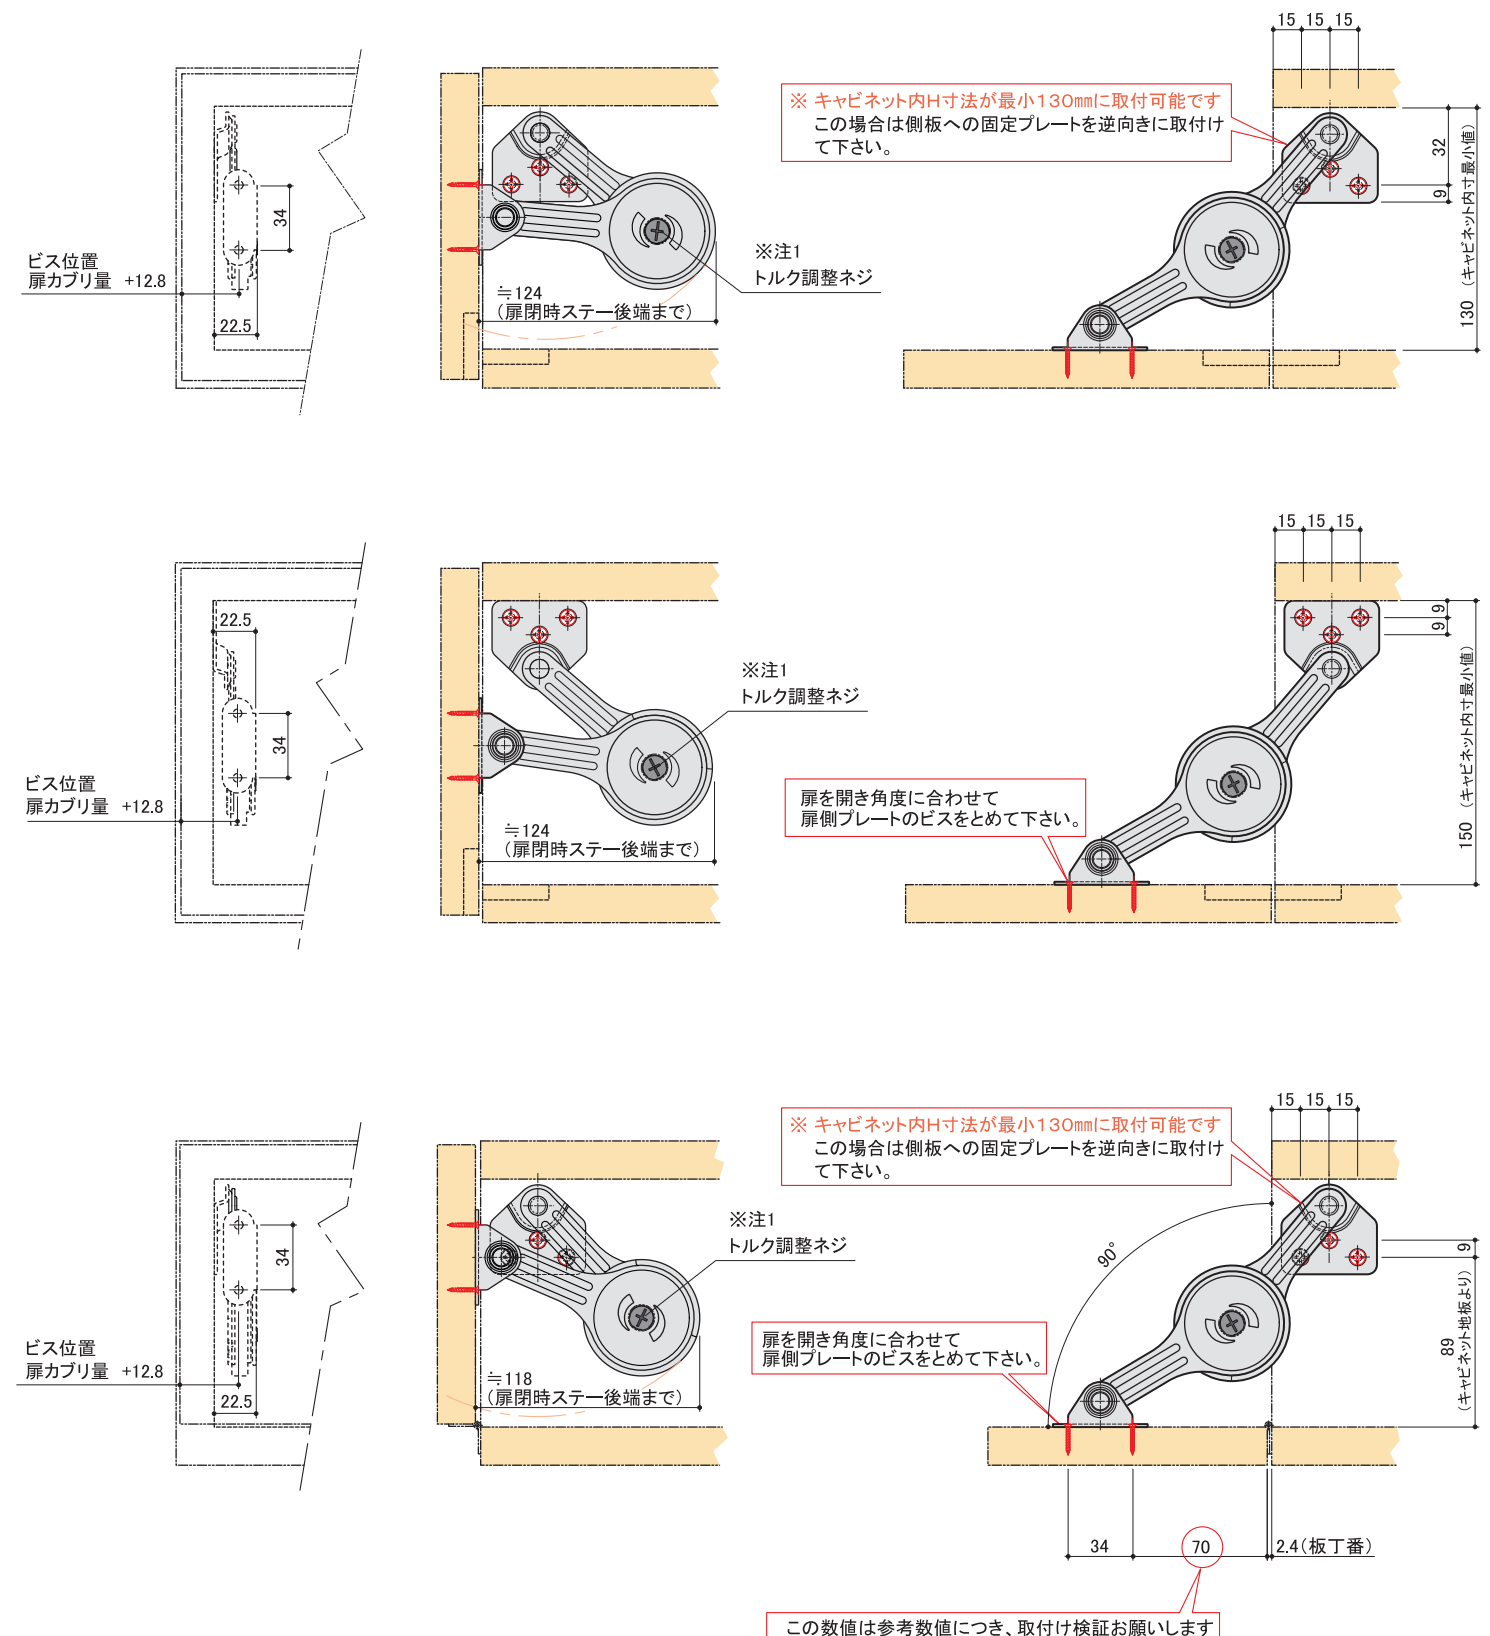 15 15 15
※ キャビネット内H寸法が最小130㎜に取付可能です
この場合は側板への固定プレートを逆向きに取付け
て下さい。
32
9
130 (キャビネット内寸最小値)
34
ビス位置
扉カブリ量 +12.8
22.5
※注1
トルク調整ネジ
≒124
(扉閉時ステー後端まで)
15 15 15
9
9
150 (キャビネット内寸最小値)
22.5
34
ビス位置
扉カブリ量 +12.8
※注1
トルク調整ネジ
≒124
(扉閉時ステー後端まで)
扉を開き角度に合わせて
扉側プレートのビスをとめて下さい。
15 15 15
※ キャビネット内H寸法が最小130㎜に取付可能です
この場合は側板への固定プレートを逆向きに取付け
て下さい。
9
89
(キャビネット地板より)
90°
34
ビス位置
扉カブリ量 +12.8
22.5
※注1
トルク調整ネジ
≒118
(扉閉時ステー後端まで)
扉を開き角度に合わせて
扉側プレートのビスをとめて下さい。
34 70 2.4(板丁番)
この数値は参考数値につき、取付け検証お願いします